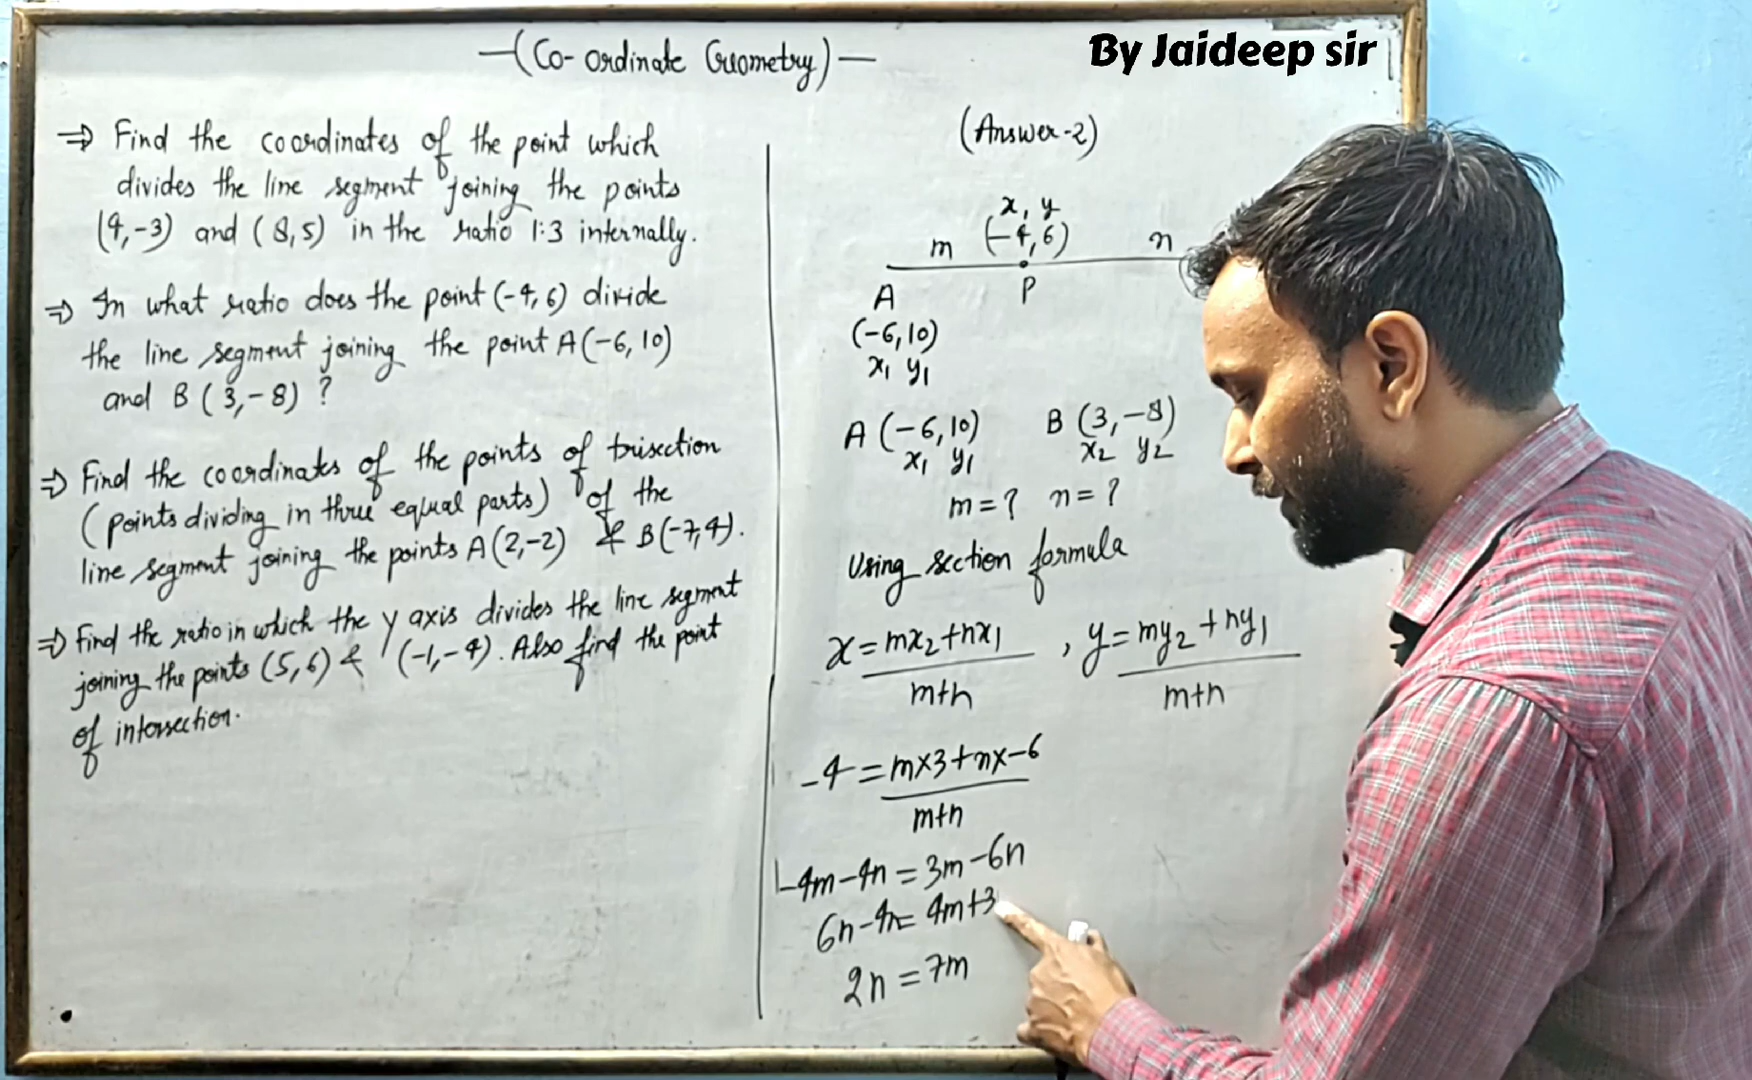 —(Co-ordinate Geometry)—
By Jaideep sir
⇒ Find the coordinates of the point which
divides the line segment joining the points
(4,-3) and (8,5) in the ratio 1:3 internally.
⇒ In what ratio does the point (-4,6) divide
the line segment joining the point A(-6,10)
and B(3,-8)?
⇒ Find the coordinates of the points of trisection
(points dividing in three equal parts) of the
line segment joining the points A(2,-2) & B(-7,4).
⇒ Find the ratio in which the y axis divides the line segment
joining the points (5,6) & (-1,-4). Also find the point
of intersection.
(Answer-2)
x, y
m (-4,6) n
A P
(-6,10)
x₁ y₁
A (-6,10) B (3,-8)
x₁ y₁ x₂ y₂
m=? n=?
Using section formula
x = mx₂+nx₁ , y = my₂+ny₁
m+n m+n
-4 = m×3+n×-6
m+n
-4m-4n = 3m-6n
6n-4n = 4m+3
2n = 7m